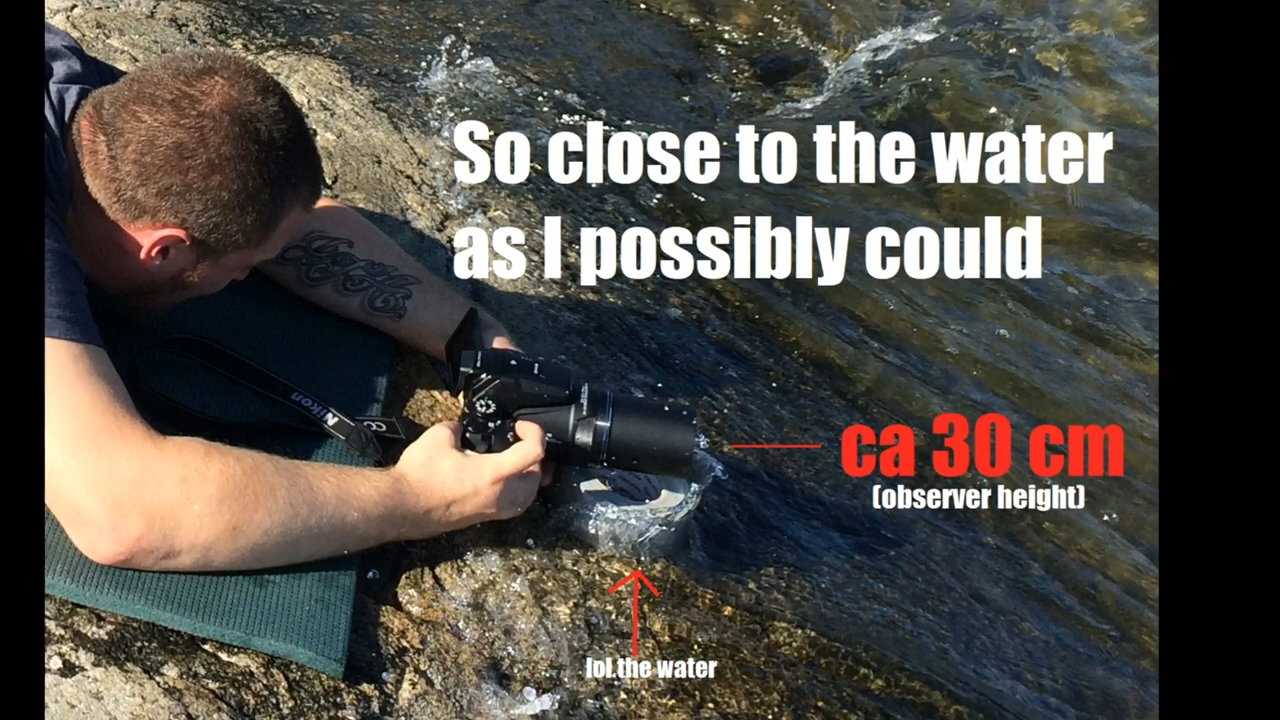 So close to the water
as I possibly could
ca 30 cm
(observer height)
Nikon
lol.the water